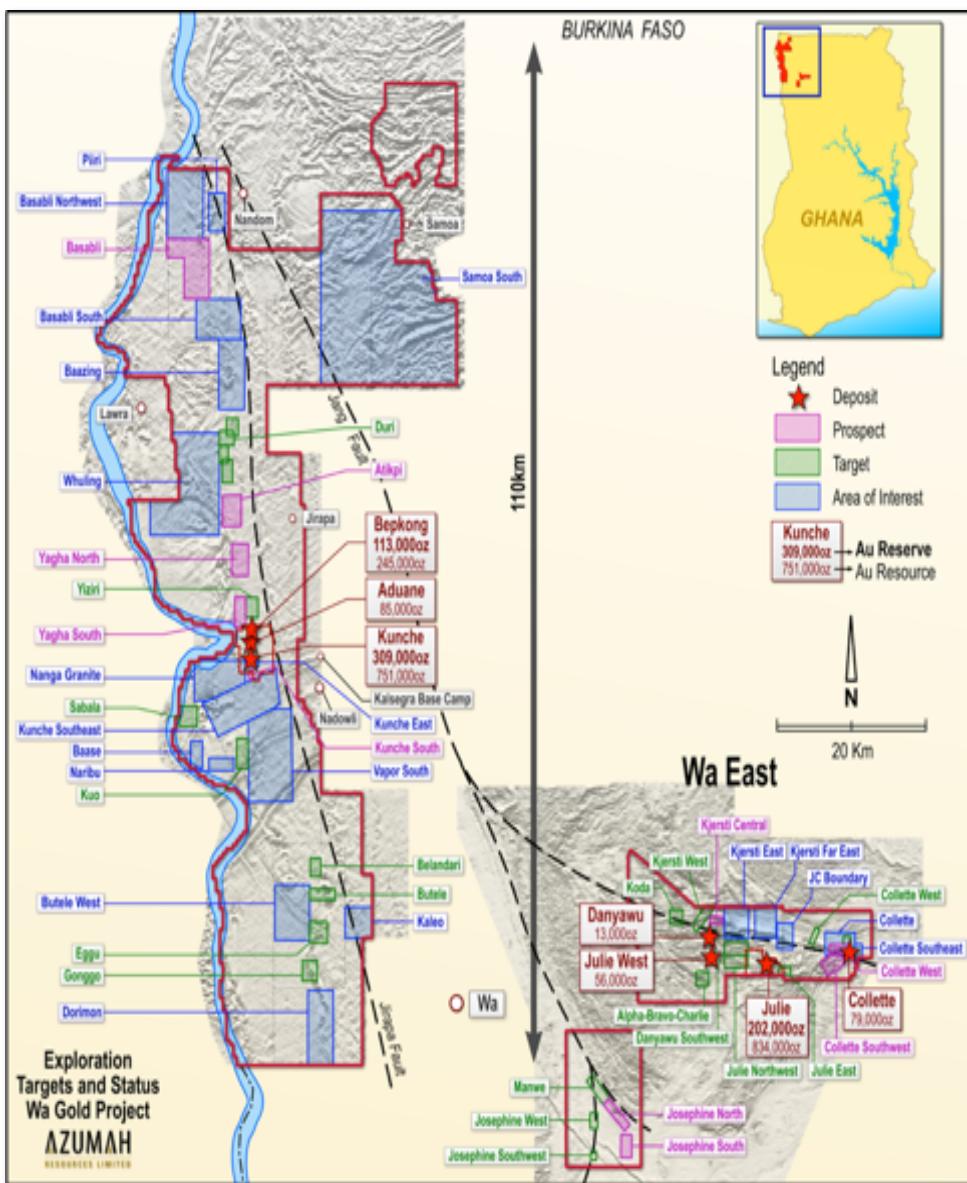 BURKINA FASO
GHANA
Piiri
Basabli Northwest
Nandom
Samoa
Basabli
Samoa South
Basabli South
Baazing
Lawra
Jang Fault
Duri
Whuling
Atikpi
Jirapa
Bepkong
113,000oz
245,000oz
Yagha North
Yiziri
Aduane
85,000oz
Yagha South
Kunche
309,000oz
751,000oz
Nanga Granite
Kaisegra Base Camp
Sabala
Nadowli
Kunche East
Kunche Southeast
Kunche South
Baase
Naribu
Vapor South
Kuo
110km
Legend
Deposit
Prospect
Target
Area of Interest
Kunche
309,000oz
Au Reserve
751,000oz
Au Resource
N
20 Km
Wa East
Kjersti Central
Kjersti West
Kjersti East
Kjersti Far East
Koda
JC Boundary
Collette West
Danyawu
13,000oz
Collette
Julie West
56,000oz
Collette Southeast
Collette West
Alpha-Bravo-Charlie
Julie
202,000oz
834,000oz
Collette
79,000oz
Danyawu Southwest
Collette Southwest
Julie Northwest
Julie East
Belandari
Butele West
Butele
Kaleo
Eggu
Gonggo
Dorimon
Wa
Jirapa Fault
Manwe
Josephine West
Josephine North
Josephine Southwest
Josephine South
Exploration
Targets and Status
Wa Gold Project
AZUMAH
RESOURCES LIMITED